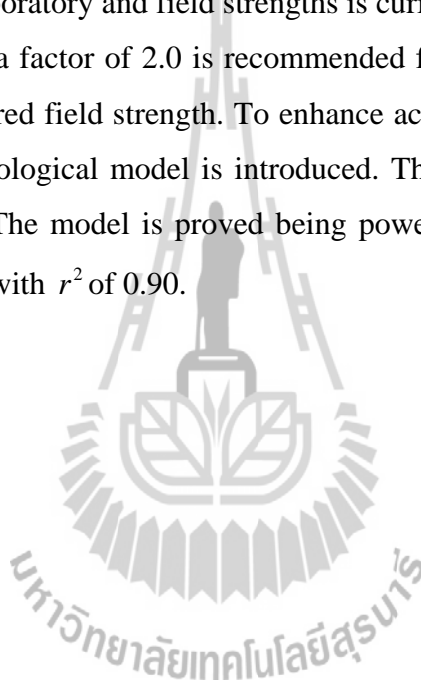 oratory and field strengths is curr
a factor of 2.0 is recommended f
red field strength. To enhance ac
ological model is introduced. Th
The model is proved being powe
with r² of 0.90.
มหาวิทยาลัยเทคโนโลยีสุรนารี